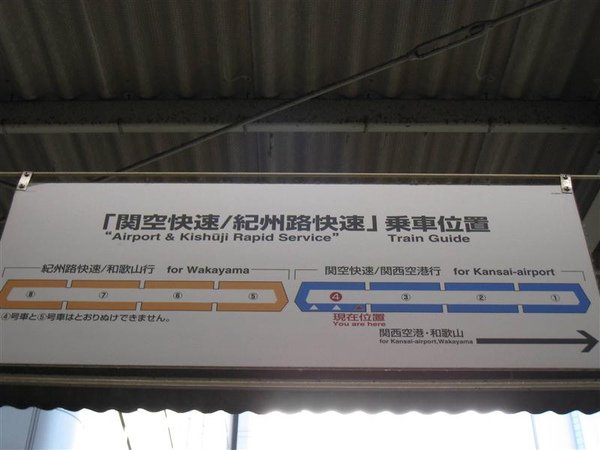 「関空快速/紀州路快速」乗車位置
“Airport & Kishūji Rapid Service” Train Guide
紀州路快速/和歌山行 for Wakayama
関空快速/関西空港行 for Kansai-airport
⑧ ⑦ ⑥ ⑤ ④ ③ ② ①
④号車と⑤号車はとおりぬけできません。
現在位置
You are here
関西空港・和歌山
for Kansai-airport,Wakayama